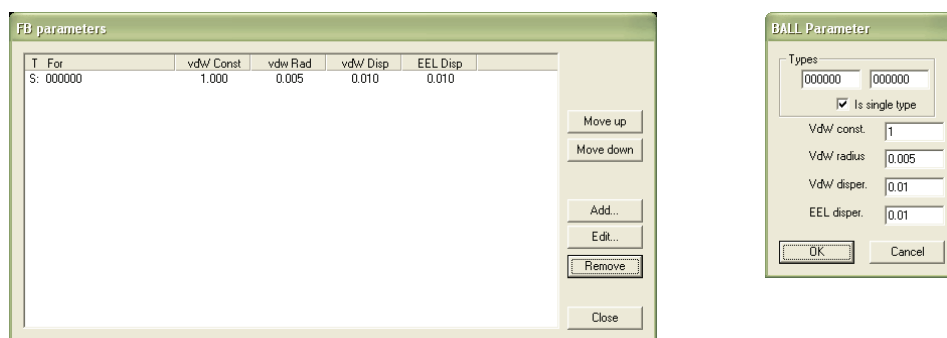 FB parameters
T For vdW Const vdw Rad vdW Disp EEL Disp
S: 000000 1.000 0.005 0.010 0.010
Move up
Move down
Add...
Edit...
Remove
Close
BALL Parameter
Types
000000 000000
Is single type
VdW const. 1
VdW radius 0.005
VdW disper. 0.01
EEL disper. 0.01
OK Cancel